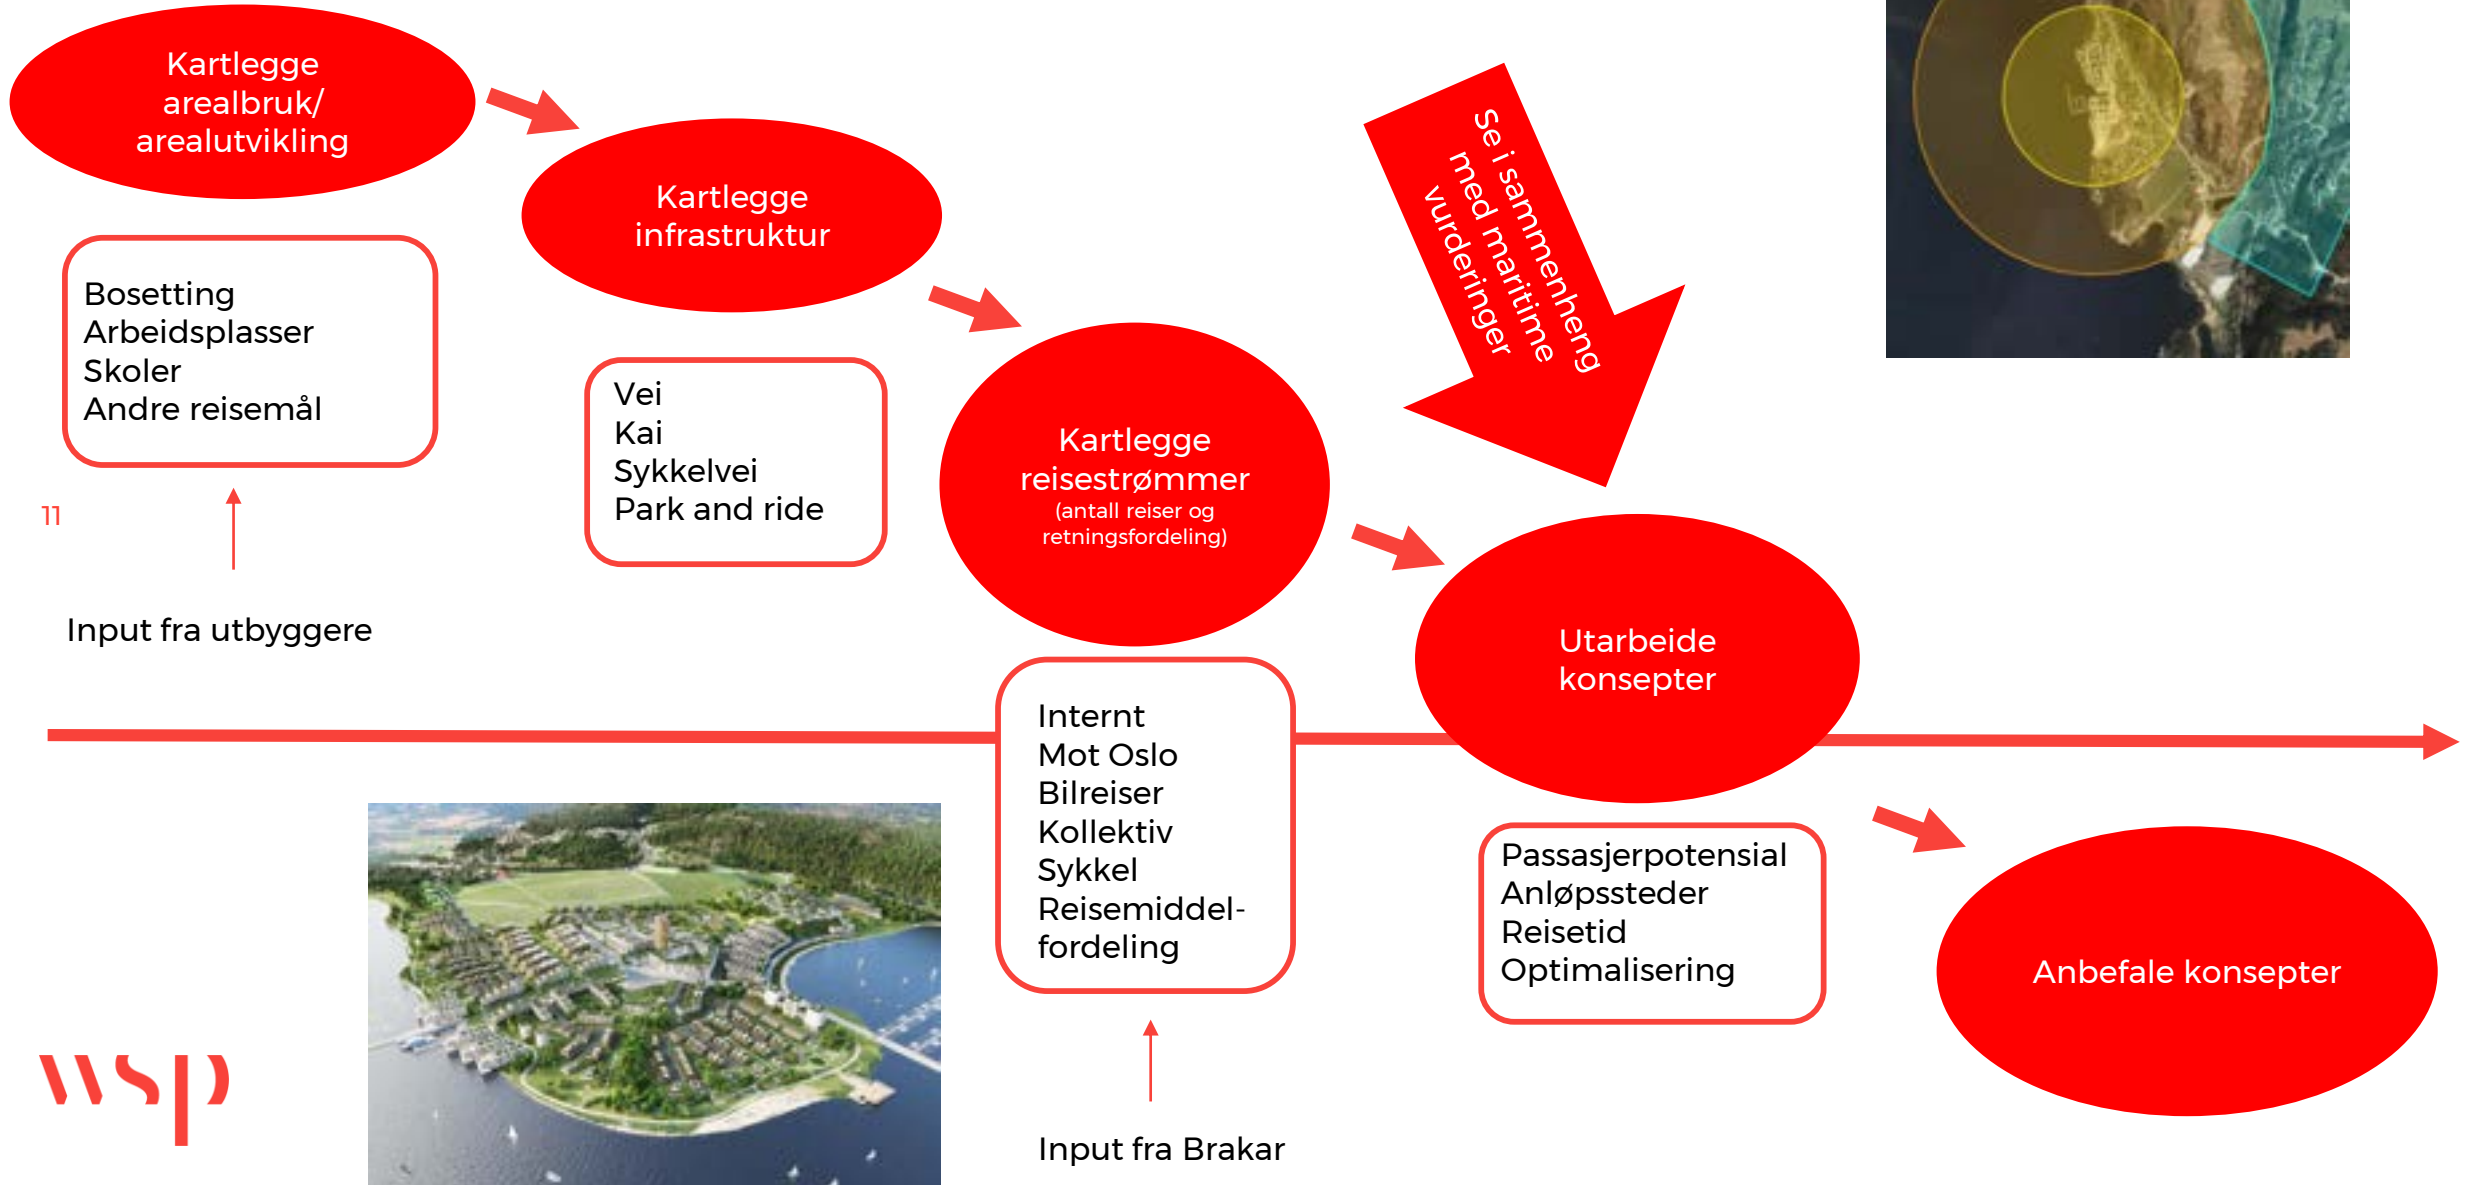 Kartlegge
arealbruk/
arealutvikling
Bosetting
Arbeidsplasser
Skoler
Andre reisemål
Input fra utbyggere
11
Kartlegge
infrastruktur
Vei
Kai
Sykkelvei
Park and ride
Kartlegge
reisestrømmer
(antall reiser og
retningsfordeling)
Internt
Mot Oslo
Bilreiser
Kollektiv
Sykkel
Reisemiddel-
fordeling
Input fra Brakar
Se i sammenheng
med maritime
vurderinger
Utarbeide
konsepter
Passasjerpotensial
Anløpssteder
Reisetid
Optimalisering
Anbefale konsepter
wsp